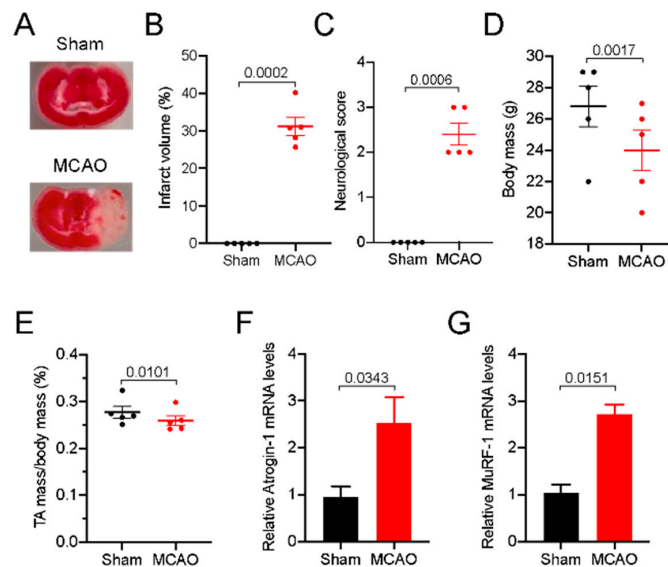 A
Sham
MCAO
B
Infarct volume (%)
50
40
30
20
10
0
0.0002
Sham MCAO
C
Neurological score
4
3
2
1
0
0.0006
Sham MCAO
D
Body mass (g)
30
28
26
24
22
20
18
0.0017
Sham MCAO
E
TA mass/body mass (%)
0.4
0.3
0.2
0.1
0.0
0.0101
Sham MCAO
F
Relative Atrogin-1 mRNA levels
4
3
2
1
0
0.0343
Sham MCAO
G
Relative MuRF-1 mRNA levels
4
3
2
1
0
0.0151
Sham MCAO